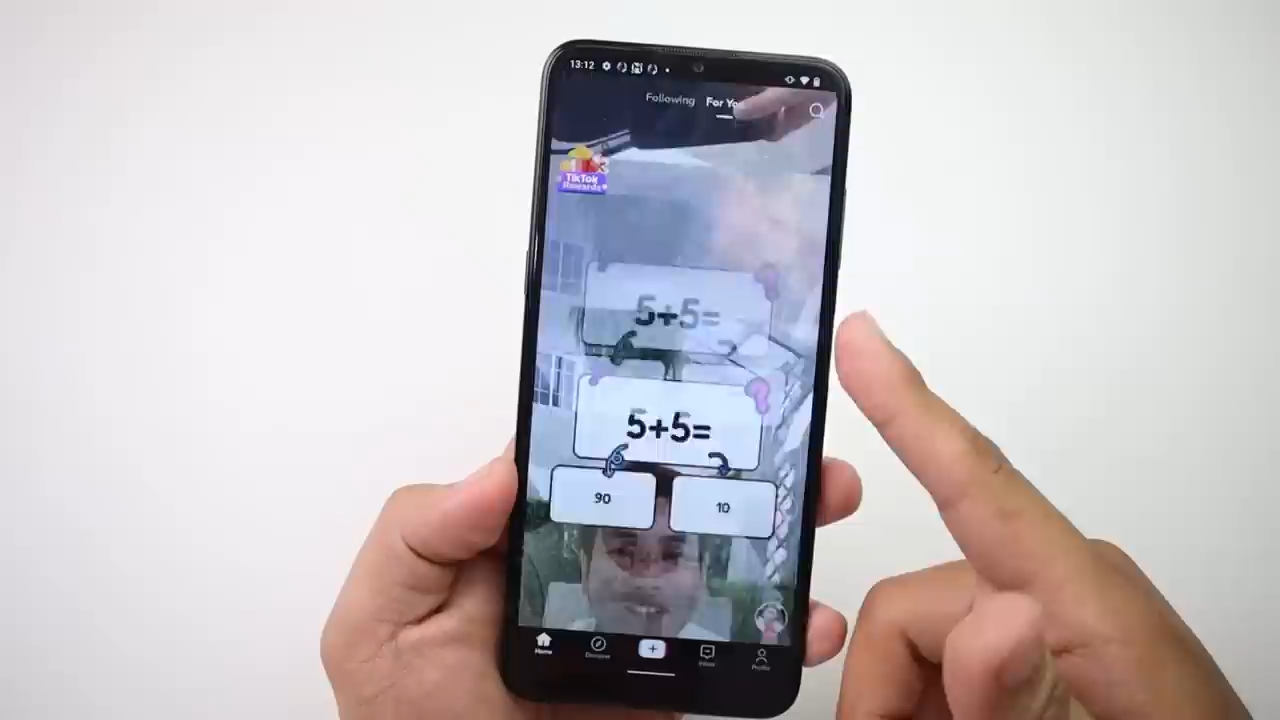 13:12
Following For You
TikTok
Rewards
5+5=
5+5=
90 10
Home Discover Inbox Profile